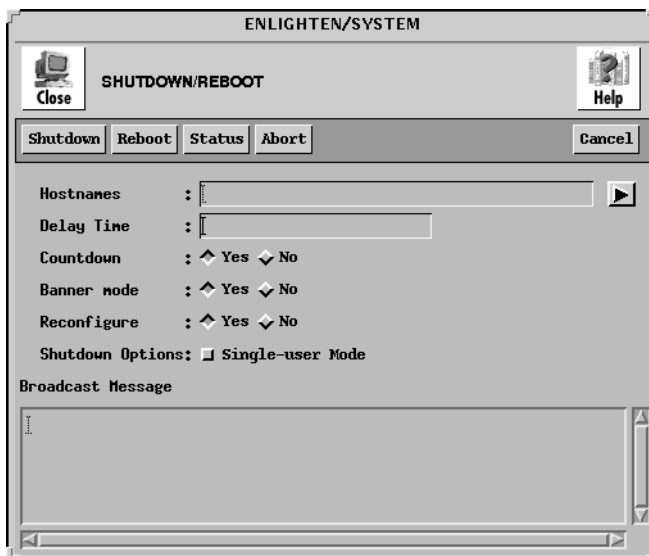 ENLIGHTEN/SYSTEM
Close
SHUTDOWN/REBOOT
Help
Shutdown Reboot Status Abort Cancel
Hostnames :
Delay Time :
Countdown : Yes No
Banner mode : Yes No
Reconfigure : Yes No
Shutdown Options: Single-user Mode
Broadcast Message